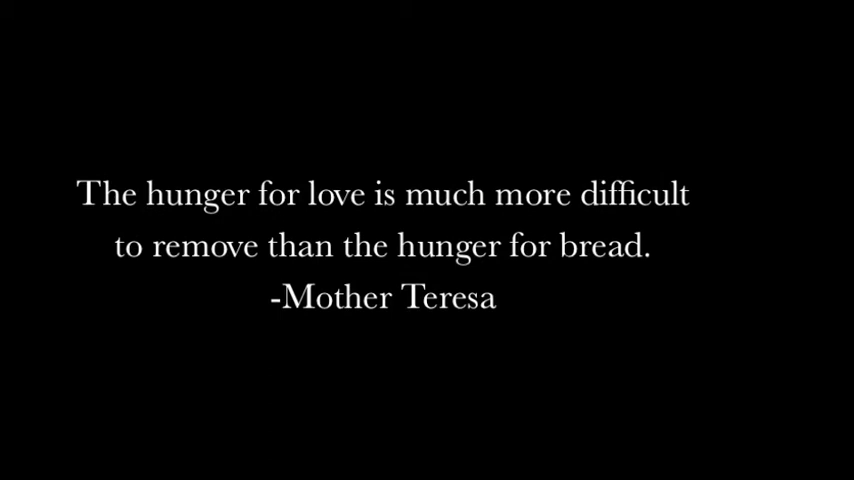 The hunger for love is much more difficult
to remove than the hunger for bread.
-Mother Teresa